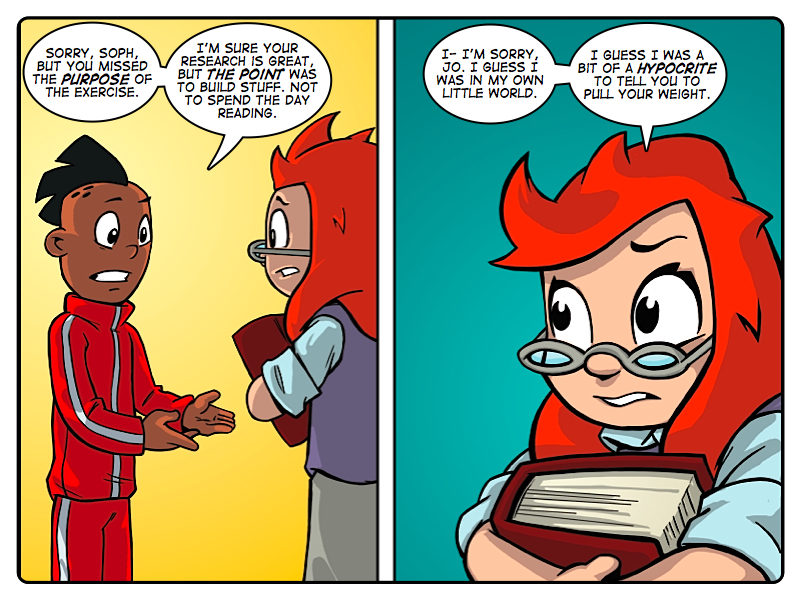 SORRY, SOPH,
BUT YOU MISSED
THE PURPOSE OF
THE EXERCISE.
I'M SURE YOUR
RESEARCH IS GREAT,
BUT THE POINT WAS
TO BUILD STUFF. NOT
TO SPEND THE DAY
READING.
I- I'M SORRY,
JO. I GUESS I
WAS IN MY OWN
LITTLE WORLD.
I GUESS I WAS A
BIT OF A HYPOCRITE
TO TELL YOU TO
PULL YOUR WEIGHT.